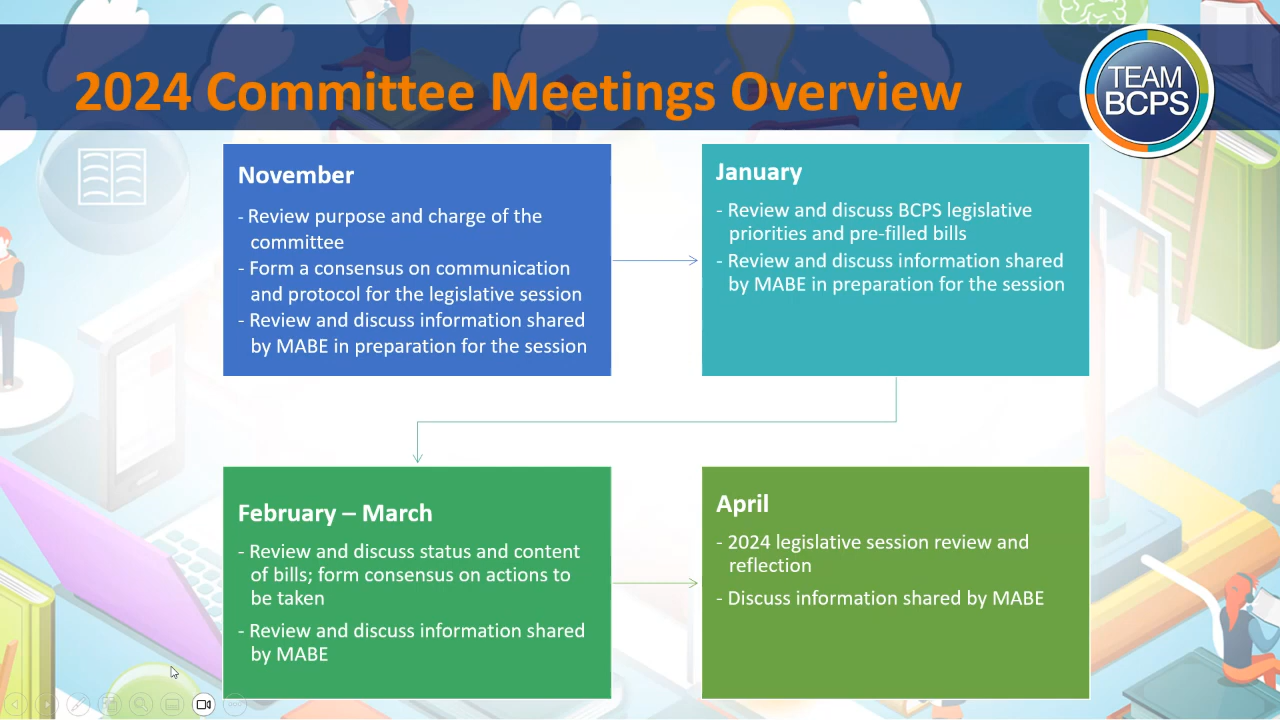 2024 Committee Meetings Overview
TEAM
BCPS
November
- Review purpose and charge of the
committee
- Form a consensus on communication
and protocol for the legislative session
- Review and discuss information shared
by MABE in preparation for the session
January
- Review and discuss BCPS legislative
priorities and pre-filled bills
- Review and discuss information shared
by MABE in preparation for the session
February – March
- Review and discuss status and content
of bills; form consensus on actions to
be taken
- Review and discuss information shared
by MABE
April
- 2024 legislative session review and
reflection
- Discuss information shared by MABE